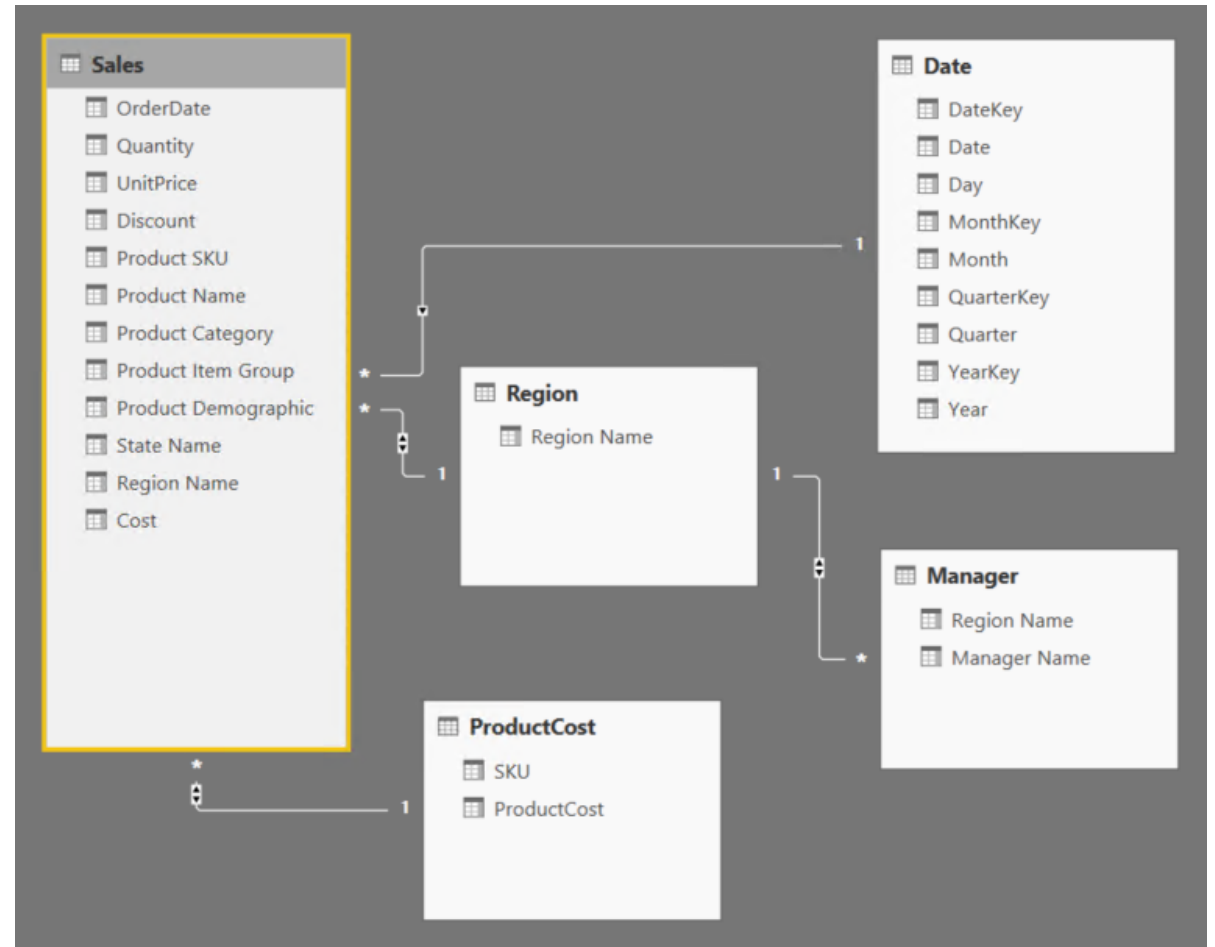 Sales
OrderDate
Quantity
UnitPrice
Discount
Product SKU
Product Name
Product Category
Product Item Group
Product Demographic
State Name
Region Name
Cost
*
*
*
1
1
Region
Region Name
1
Date
DateKey
Date
Day
MonthKey
Month
QuarterKey
Quarter
YearKey
Year
*
Manager
Region Name
Manager Name
1
ProductCost
SKU
ProductCost